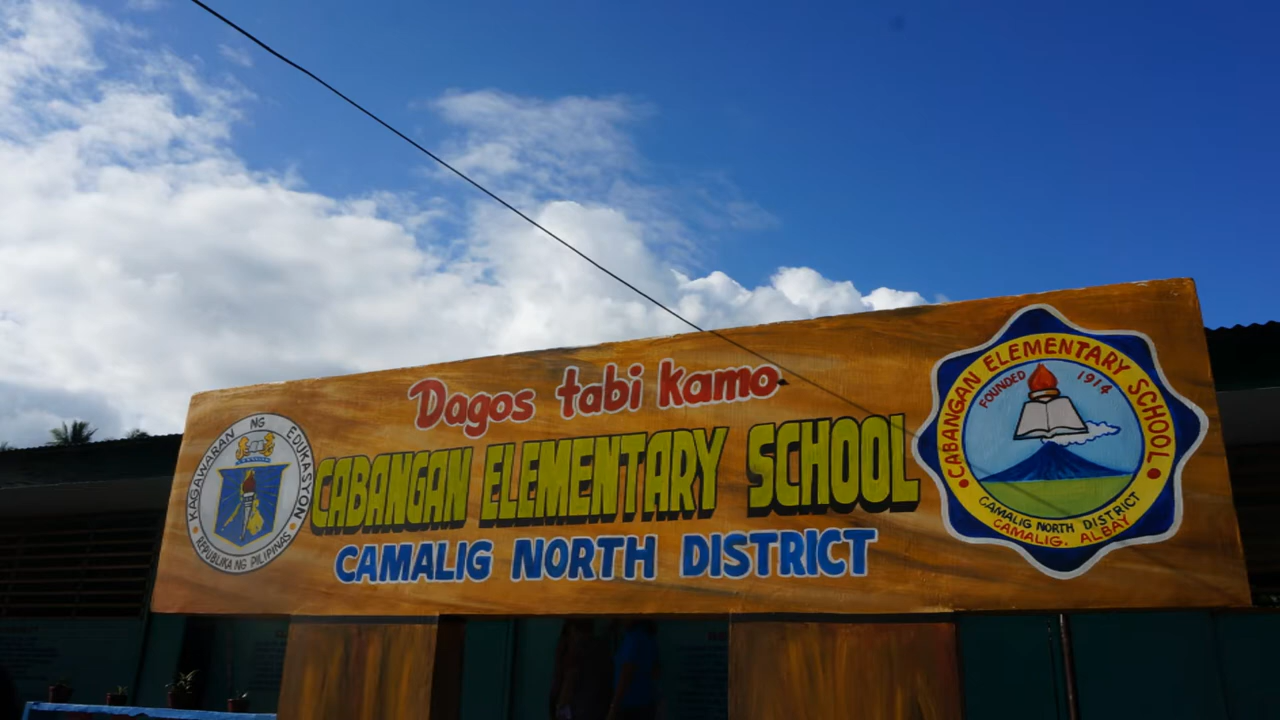 Dagos tabi kamo
CABANGAN ELEMENTARY SCHOOL
CAMALIG NORTH DISTRICT
KAGAWARAN NG EDUKASYON
REPUBLIKA NG PILIPINAS
CABANGAN ELEMENTARY SCHOOL
FOUNDED 1914
CAMALIG NORTH DISTRICT
CAMALIG, ALBAY